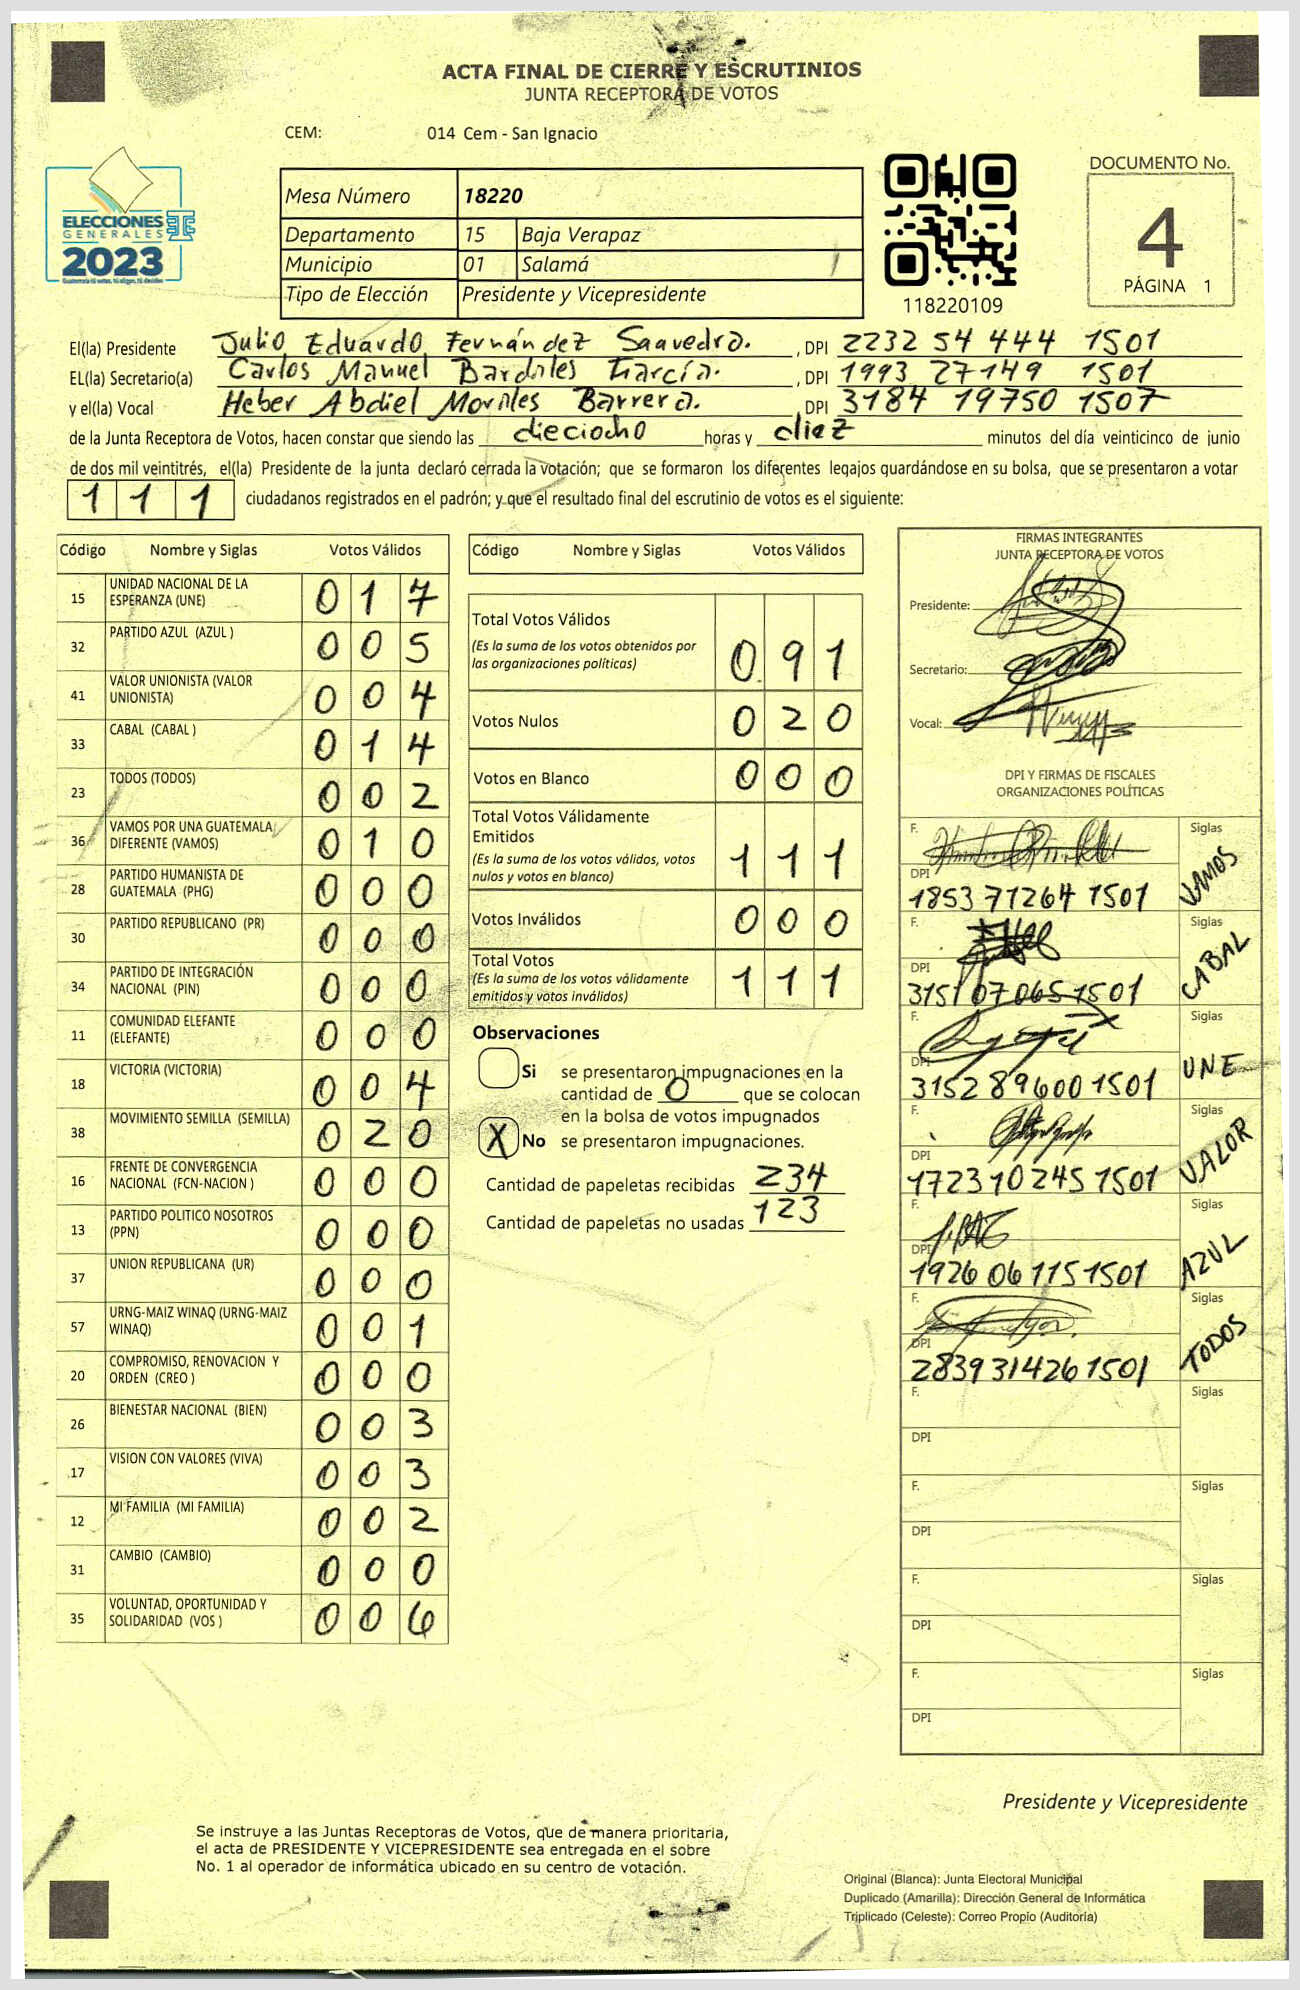 ACTA FINAL DE CIERRE Y ESCRUTINIOS
JUNTA RECEPTORA DE VOTOS
CEM: 014 Cem - San Ignacio
ELECCIONES
GENERALES
2023
Mesa Número 18220
Departamento 15 Baja Verapaz
Municipio 01 Salamá
Tipo de Elección Presidente y Vicepresidente
118220109
DOCUMENTO No.
4
PÁGINA 1
El(la) Presidente Julio Eduardo Fernández Saavedra. , DPI 2232 54 444 1501
EL(la) Secretario(a) Carlos Manuel Bardales García. , DPI 1993 27149 1501
y el(la) Vocal Heber Abdiel Morales Barrera. , DPI 3184 19750 1507
de la Junta Receptora de Votos, hacen constar que siendo las dieciocho horas y diez minutos del día veinticinco de junio
de dos mil veintitrés, el(la) Presidente de la junta declaró cerrada la votación; que se formaron los diferentes legajos guardándose en su bolsa, que se presentaron a votar
1 1 1 ciudadanos registrados en el padrón; y que el resultado final del escrutinio de votos es el siguiente:
Código Nombre y Siglas Votos Válidos
15 UNIDAD NACIONAL DE LA ESPERANZA (UNE) 0 1 7
32 PARTIDO AZUL (AZUL ) 0 0 5
41 VALOR UNIONISTA (VALOR UNIONISTA) 0 0 4
33 CABAL (CABAL ) 0 1 4
23 TODOS (TODOS) 0 0 2
36 VAMOS POR UNA GUATEMALA DIFERENTE (VAMOS) 0 1 0
28 PARTIDO HUMANISTA DE GUATEMALA (PHG) 0 0 0
30 PARTIDO REPUBLICANO (PR) 0 0 0
34 PARTIDO DE INTEGRACIÓN NACIONAL (PIN) 0 0 0
11 COMUNIDAD ELEFANTE (ELEFANTE) 0 0 0
18 VICTORIA (VICTORIA) 0 0 4
38 MOVIMIENTO SEMILLA (SEMILLA) 0 2 0
16 FRENTE DE CONVERGENCIA NACIONAL (FCN-NACION ) 0 0 0
13 PARTIDO POLITICO NOSOTROS (PPN) 0 0 0
37 UNION REPUBLICANA (UR) 0 0 0
57 URNG-MAIZ WINAQ (URNG-MAIZ WINAQ) 0 0 1
20 COMPROMISO, RENOVACION Y ORDEN (CREO ) 0 0 0
26 BIENESTAR NACIONAL (BIEN) 0 0 3
17 VISION CON VALORES (VIVA) 0 0 3
12 MI FAMILIA (MI FAMILIA) 0 0 2
31 CAMBIO (CAMBIO) 0 0 0
35 VOLUNTAD, OPORTUNIDAD Y SOLIDARIDAD (VOS ) 0 0 6
Código Nombre y Siglas Votos Válidos
Total Votos Válidos
(Es la suma de los votos obtenidos por las organizaciones políticas) 0 9 1
Votos Nulos 0 2 0
Votos en Blanco 0 0 0
Total Votos Válidamente Emitidos
(Es la suma de los votos válidos, votos nulos y votos en blanco) 1 1 1
Votos Inválidos 0 0 0
Total Votos
(Es la suma de los votos válidamente emitidos y votos inválidos) 1 1 1
Observaciones
Si se presentaron impugnaciones en la
cantidad de 0 que se colocan
en la bolsa de votos impugnados
X No se presentaron impugnaciones.
Cantidad de papeletas recibidas 234
Cantidad de papeletas no usadas 123
FIRMAS INTEGRANTES
JUNTA RECEPTORA DE VOTOS
Presidente:
Secretario:
Vocal:
DPI Y FIRMAS DE FISCALES
ORGANIZACIONES POLÍTICAS
F. Siglas
DPI 1853 71264 1501 VAMOS
F. Siglas
DPI 3151 07065 1501 CABAL
F. Siglas
DPI 3152 89600 1501 UNE
F. Siglas
DPI 1723 10245 1501 VALOR
F. Siglas
DPI 1926 06115 1501 AZUL
F. Siglas
DPI 2839 31426 1501 TODOS
F. Siglas
DPI
F. Siglas
DPI
F. Siglas
DPI
F. Siglas
DPI
Presidente y Vicepresidente
Se instruye a las Juntas Receptoras de Votos, que de manera prioritaria,
el acta de PRESIDENTE Y VICEPRESIDENTE sea entregada en el sobre
No. 1 al operador de informática ubicado en su centro de votación.
Original (Blanca): Junta Electoral Municipal
Duplicado (Amarilla): Dirección General de Informática
Triplicado (Celeste): Correo Propio (Auditoría)